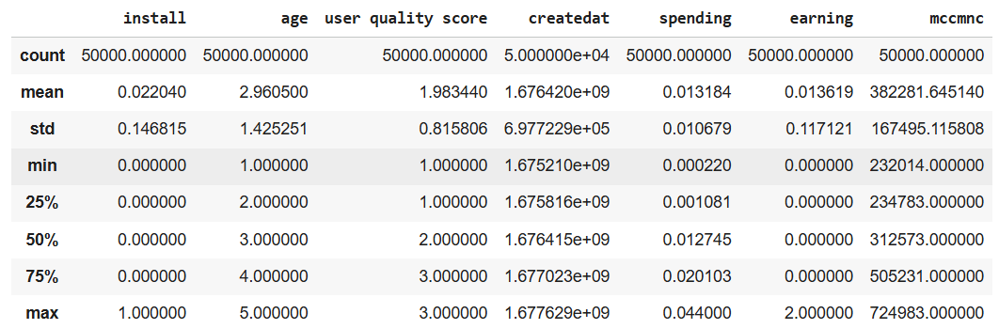 install age user quality score createdat spending earning mccmnc
count 50000.000000 50000.000000 50000.000000 5.000000e+04 50000.000000 50000.000000 50000.000000
mean 0.022040 2.960500 1.983440 1.676420e+09 0.013184 0.013619 382281.645140
std 0.146815 1.425251 0.815806 6.977229e+05 0.010679 0.117121 167495.115808
min 0.000000 1.000000 1.000000 1.675210e+09 0.000220 0.000000 232014.000000
25% 0.000000 2.000000 1.000000 1.675816e+09 0.001081 0.000000 234783.000000
50% 0.000000 3.000000 2.000000 1.676415e+09 0.012745 0.000000 312573.000000
75% 0.000000 4.000000 3.000000 1.677023e+09 0.020103 0.000000 505231.000000
max 1.000000 5.000000 3.000000 1.677629e+09 0.044000 2.000000 724983.000000